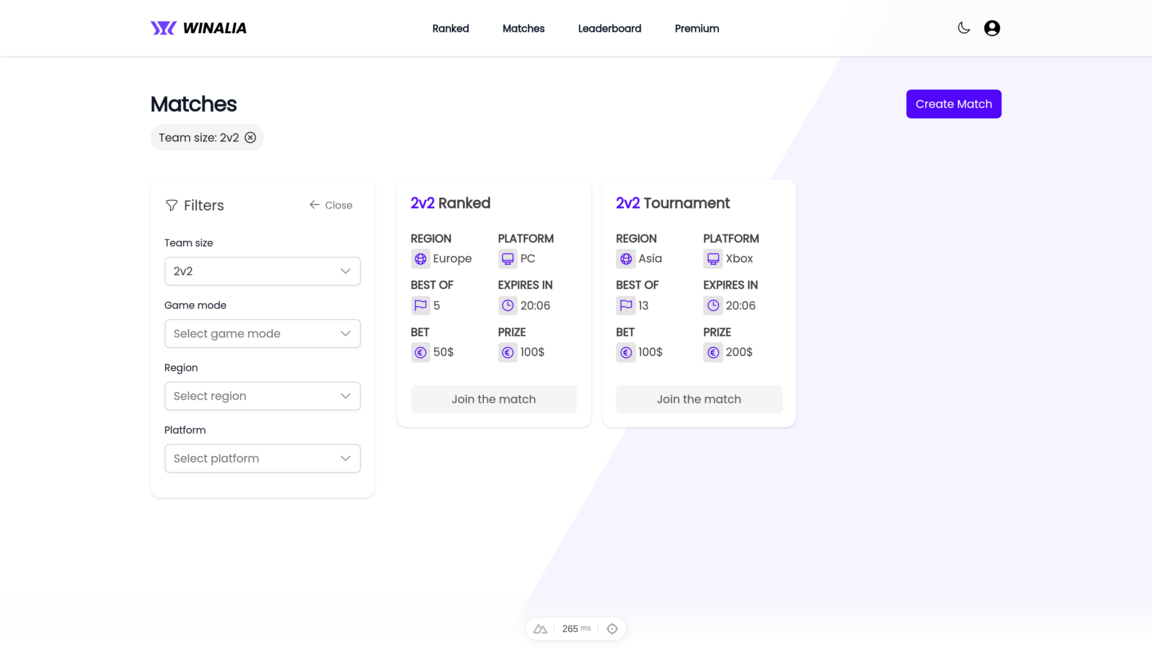 WINALIA
Ranked Matches Leaderboard Premium
Matches
Create Match
Team size: 2v2
Filters
Close
Team size
2v2
Game mode
Select game mode
Region
Select region
Platform
Select platform
2v2 Ranked
REGION PLATFORM
Europe PC
BEST OF EXPIRES IN
5 20:06
BET PRIZE
50$ 100$
Join the match
2v2 Tournament
REGION PLATFORM
Asia Xbox
BEST OF EXPIRES IN
13 20:06
BET PRIZE
100$ 200$
Join the match
265 ms